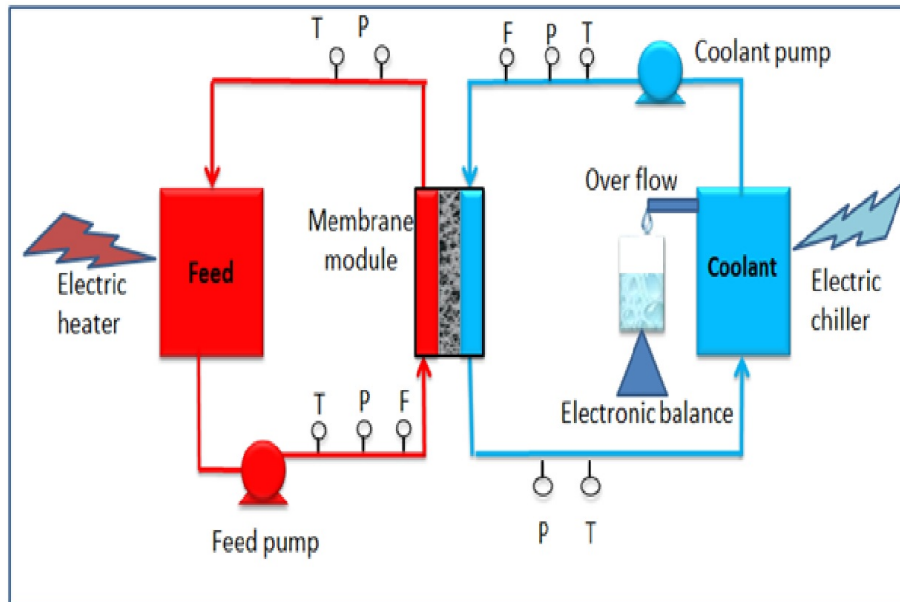 T P
F P T
Coolant pump
Over flow
Membrane
module
Electric
heater
Feed
Coolant
Electric
chiller
T P F
Electronic balance
Feed pump
P T